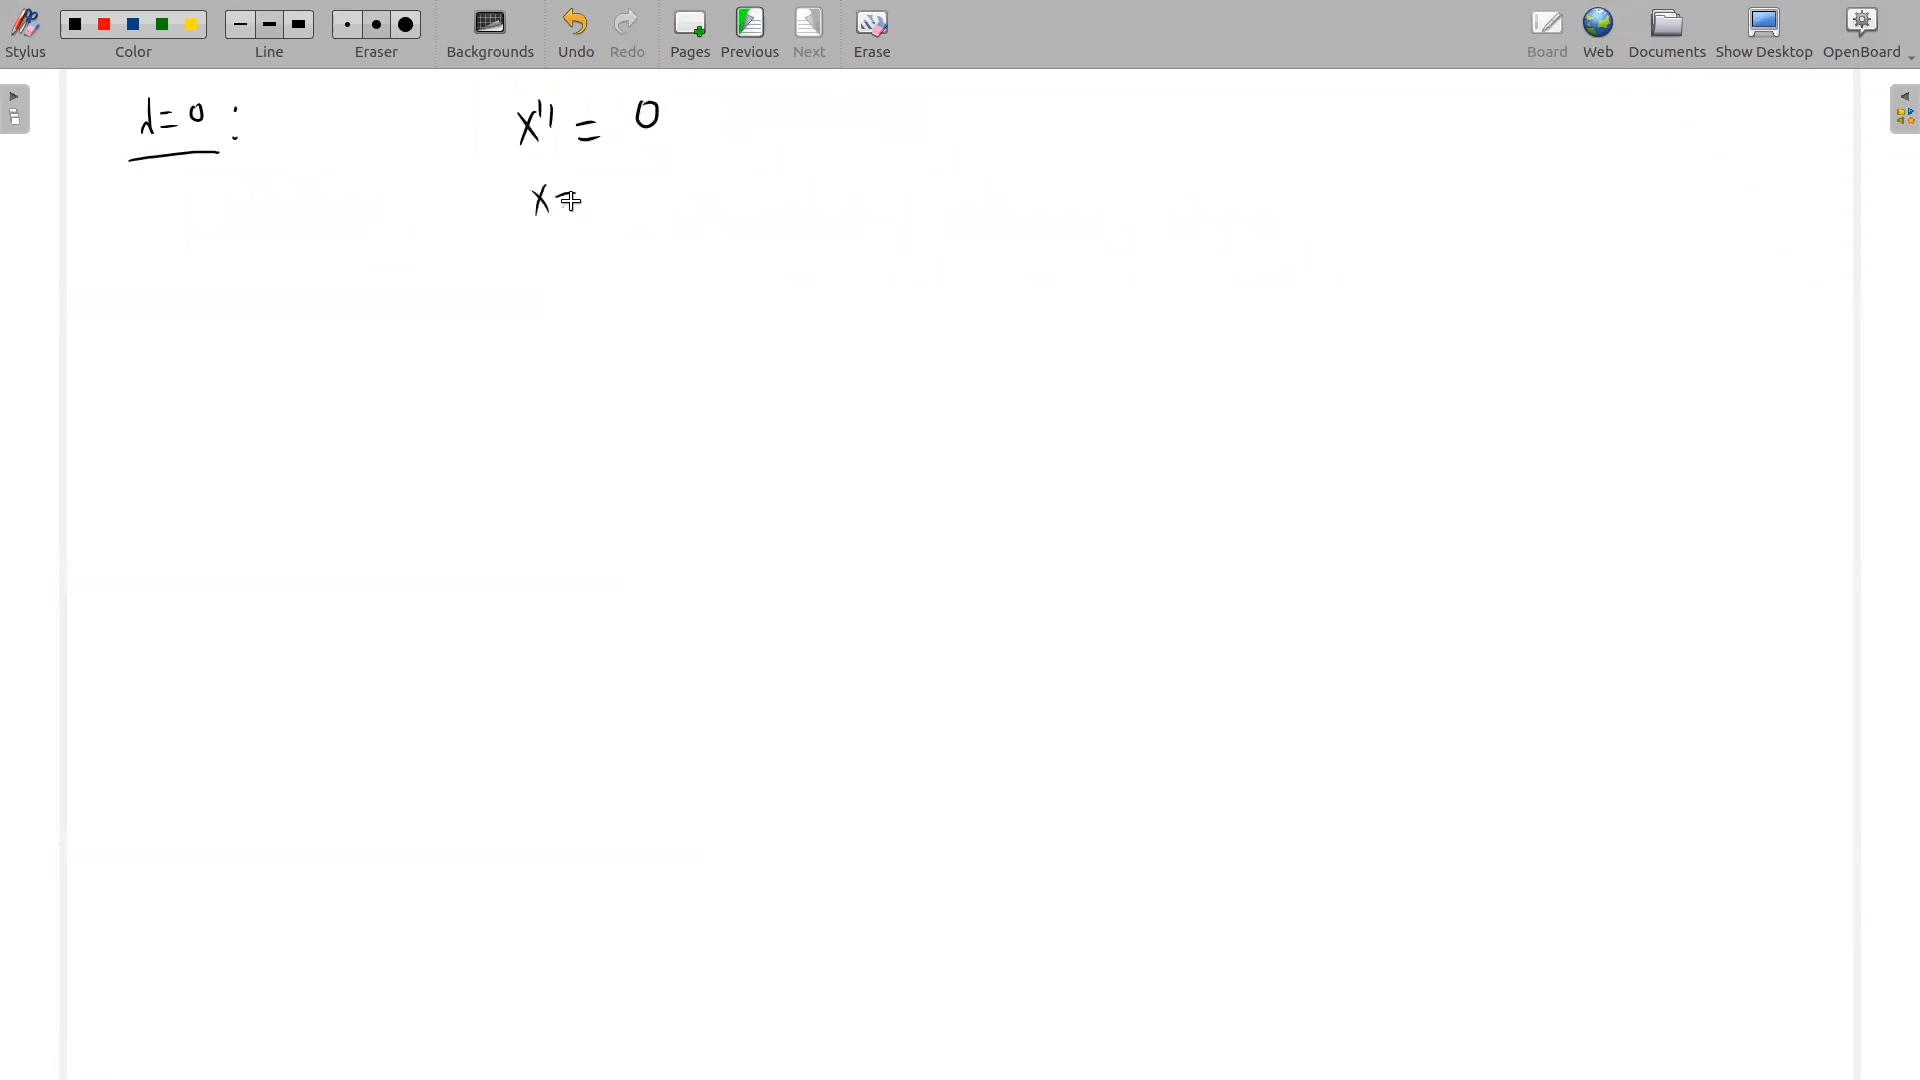 Stylus Color Line Eraser Backgrounds Undo Redo Pages Previous Next Erase Board Web Documents Show Desktop OpenBoard
λ=0 : x'' = 0
x =